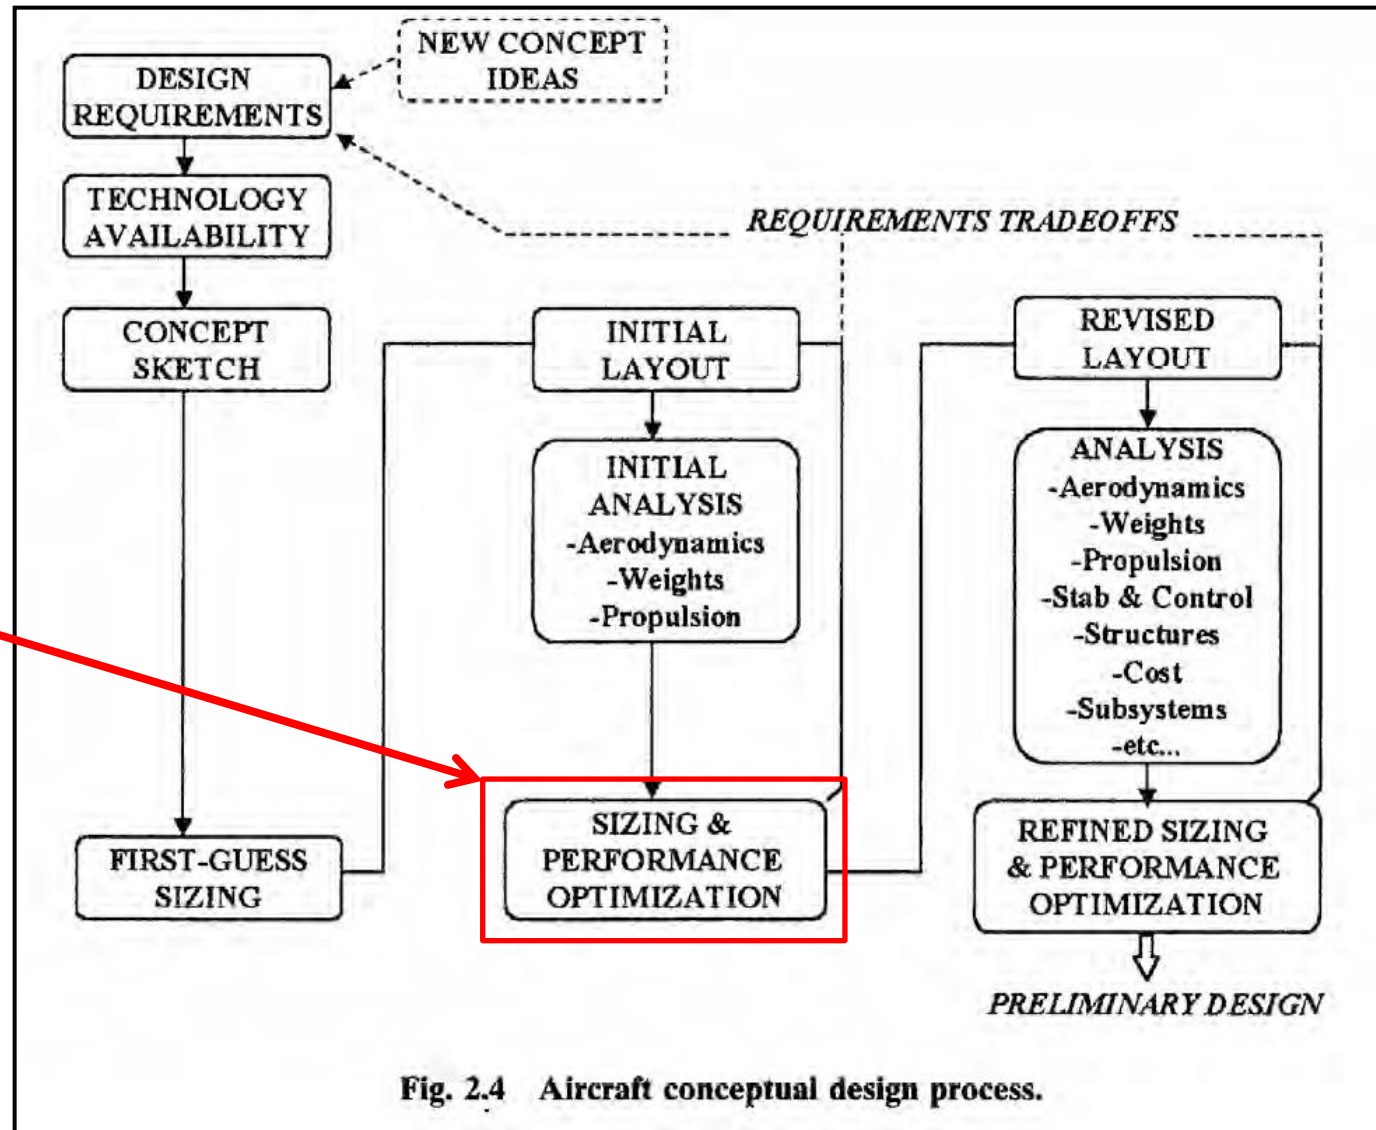 NEW CONCEPT
IDEAS
DESIGN
REQUIREMENTS
TECHNOLOGY
AVAILABILITY
REQUIREMENTS TRADEOFFS
CONCEPT
SKETCH
FIRST-GUESS
SIZING
INITIAL
LAYOUT
INITIAL
ANALYSIS
-Aerodynamics
-Weights
-Propulsion
SIZING &
PERFORMANCE
OPTIMIZATION
REVISED
LAYOUT
ANALYSIS
-Aerodynamics
-Weights
-Propulsion
-Stab & Control
-Structures
-Cost
-Subsystems
-etc...
REFINED SIZING
& PERFORMANCE
OPTIMIZATION
PRELIMINARY DESIGN
Fig. 2.4 Aircraft conceptual design process.